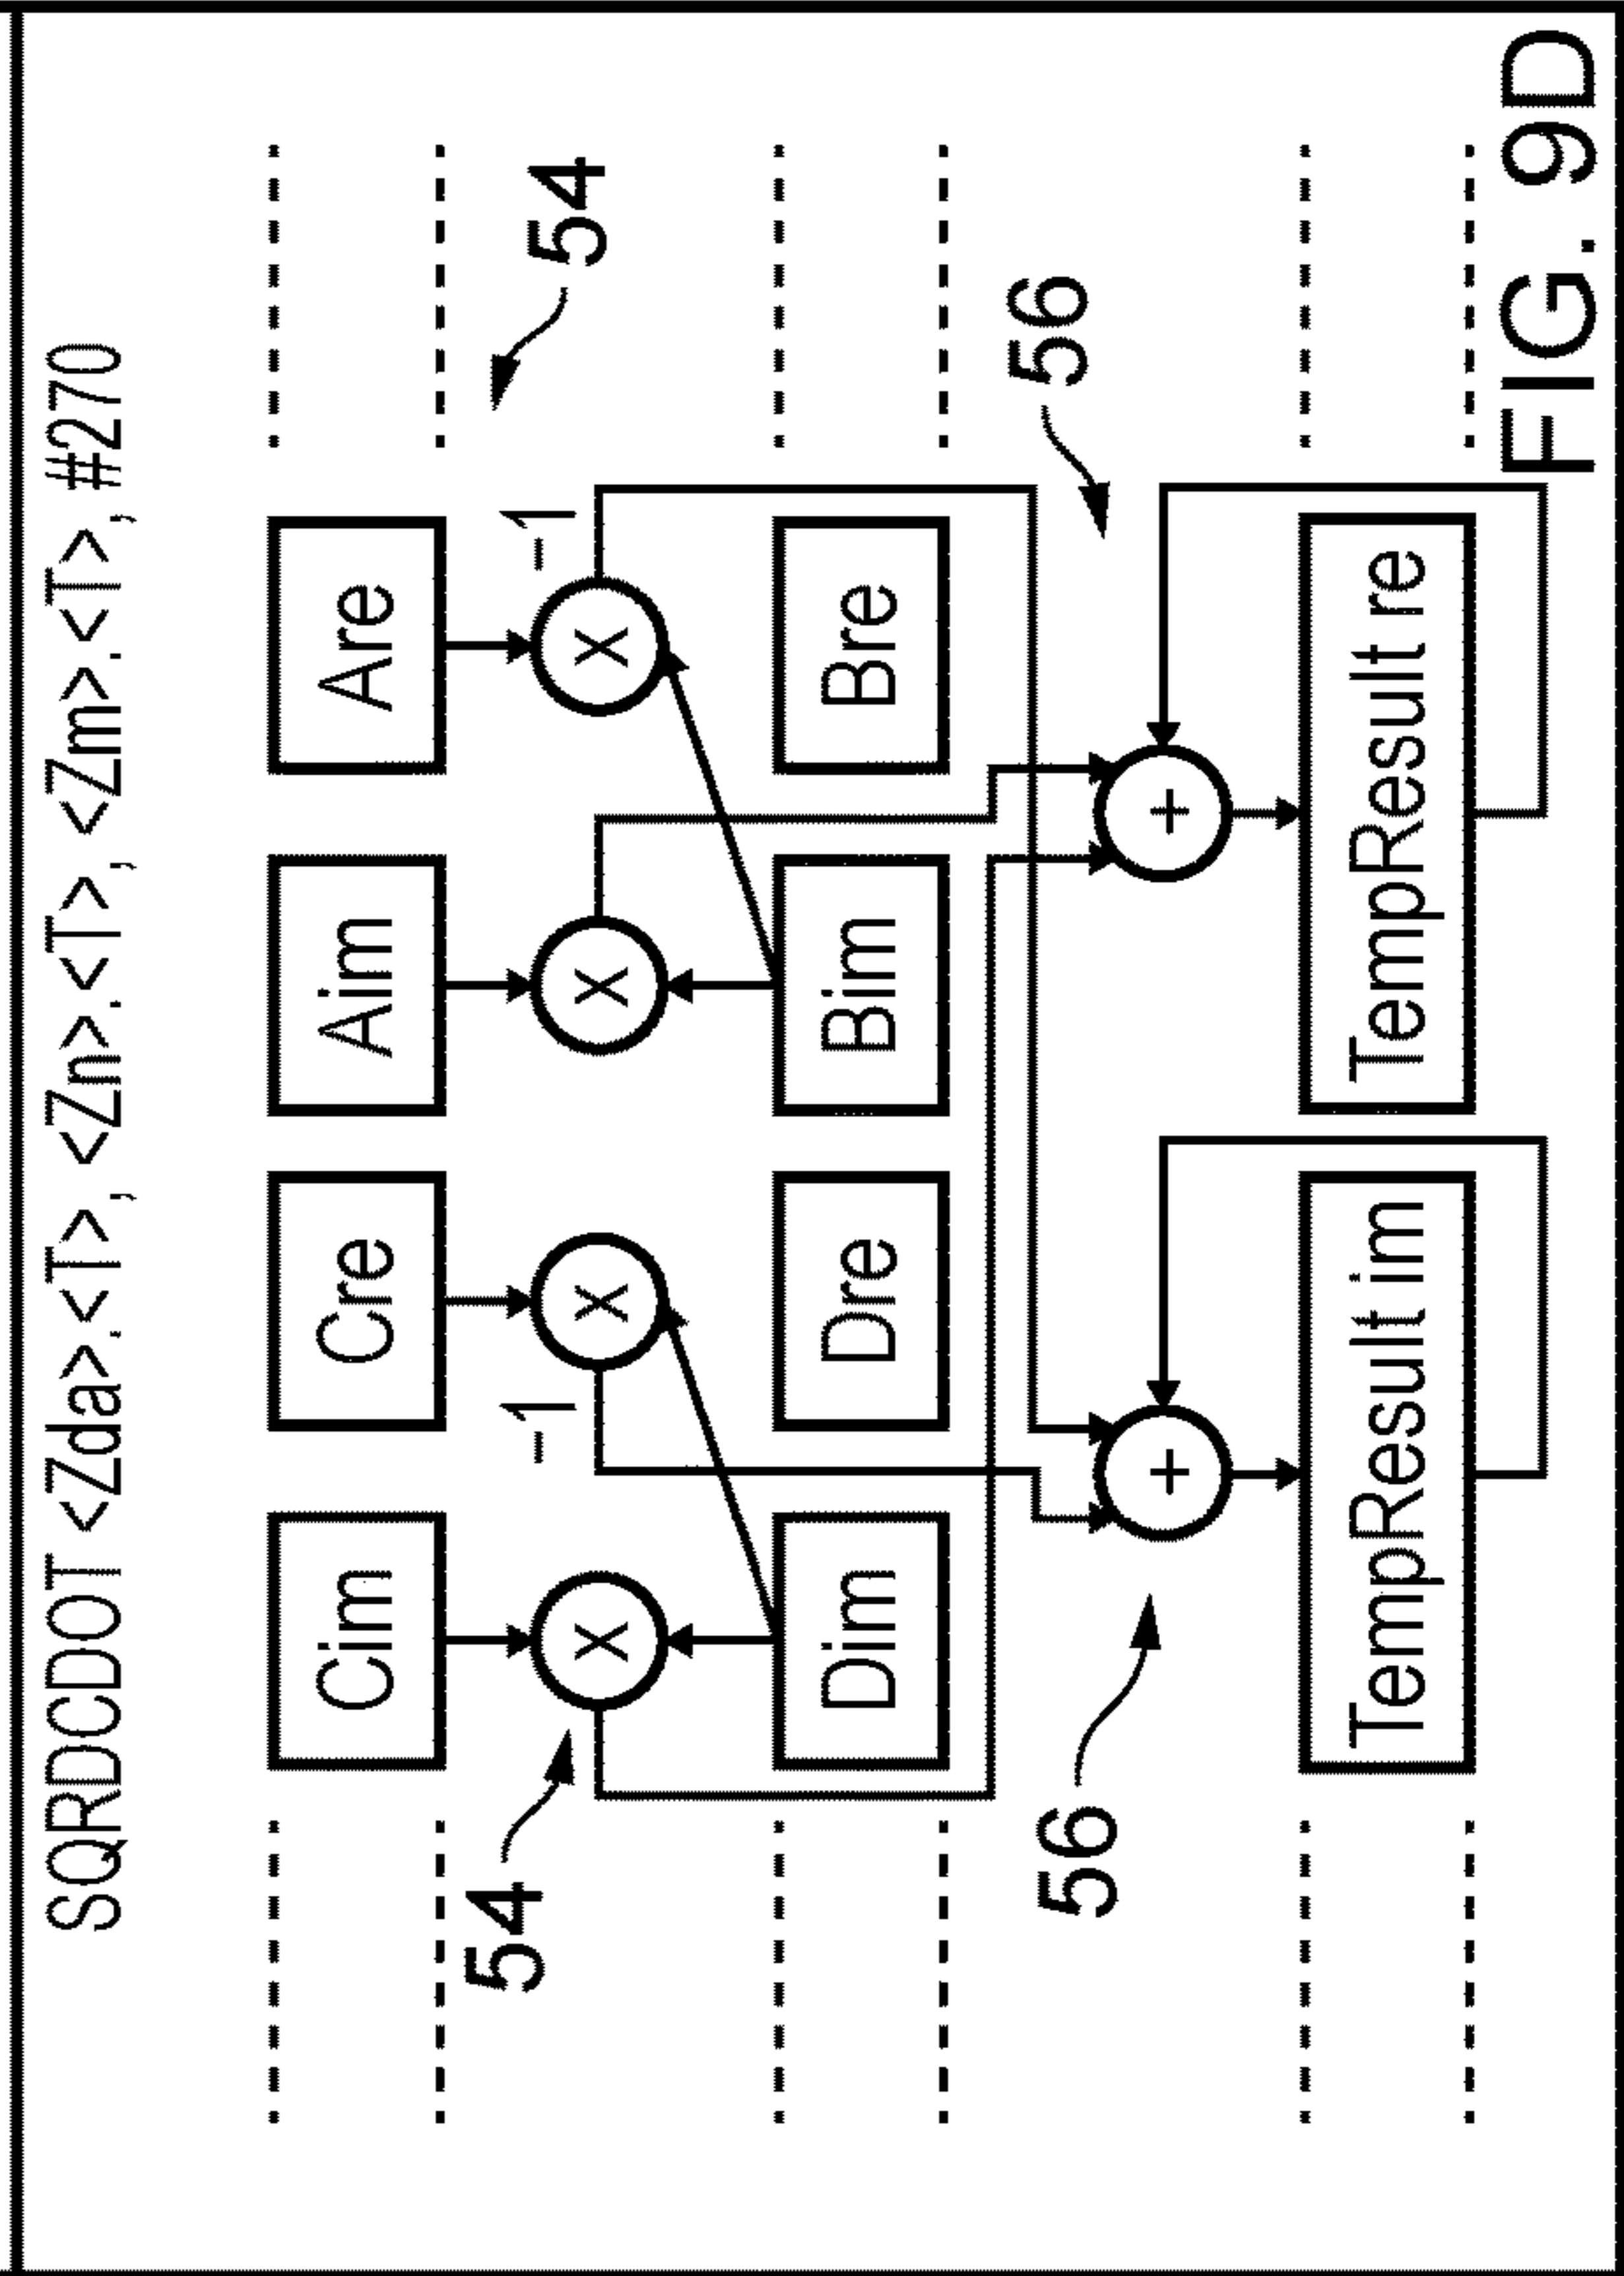 SQRDCDOT <Zda>.<T>, <Zn>.<T>, <Zm>.<T>, #270
Cim Cre Aim Are
54
-1
-1
54
x x x x
Dim Dre Bim Bre
56
56
+ +
TempResult im TempResult re
FIG. 9D